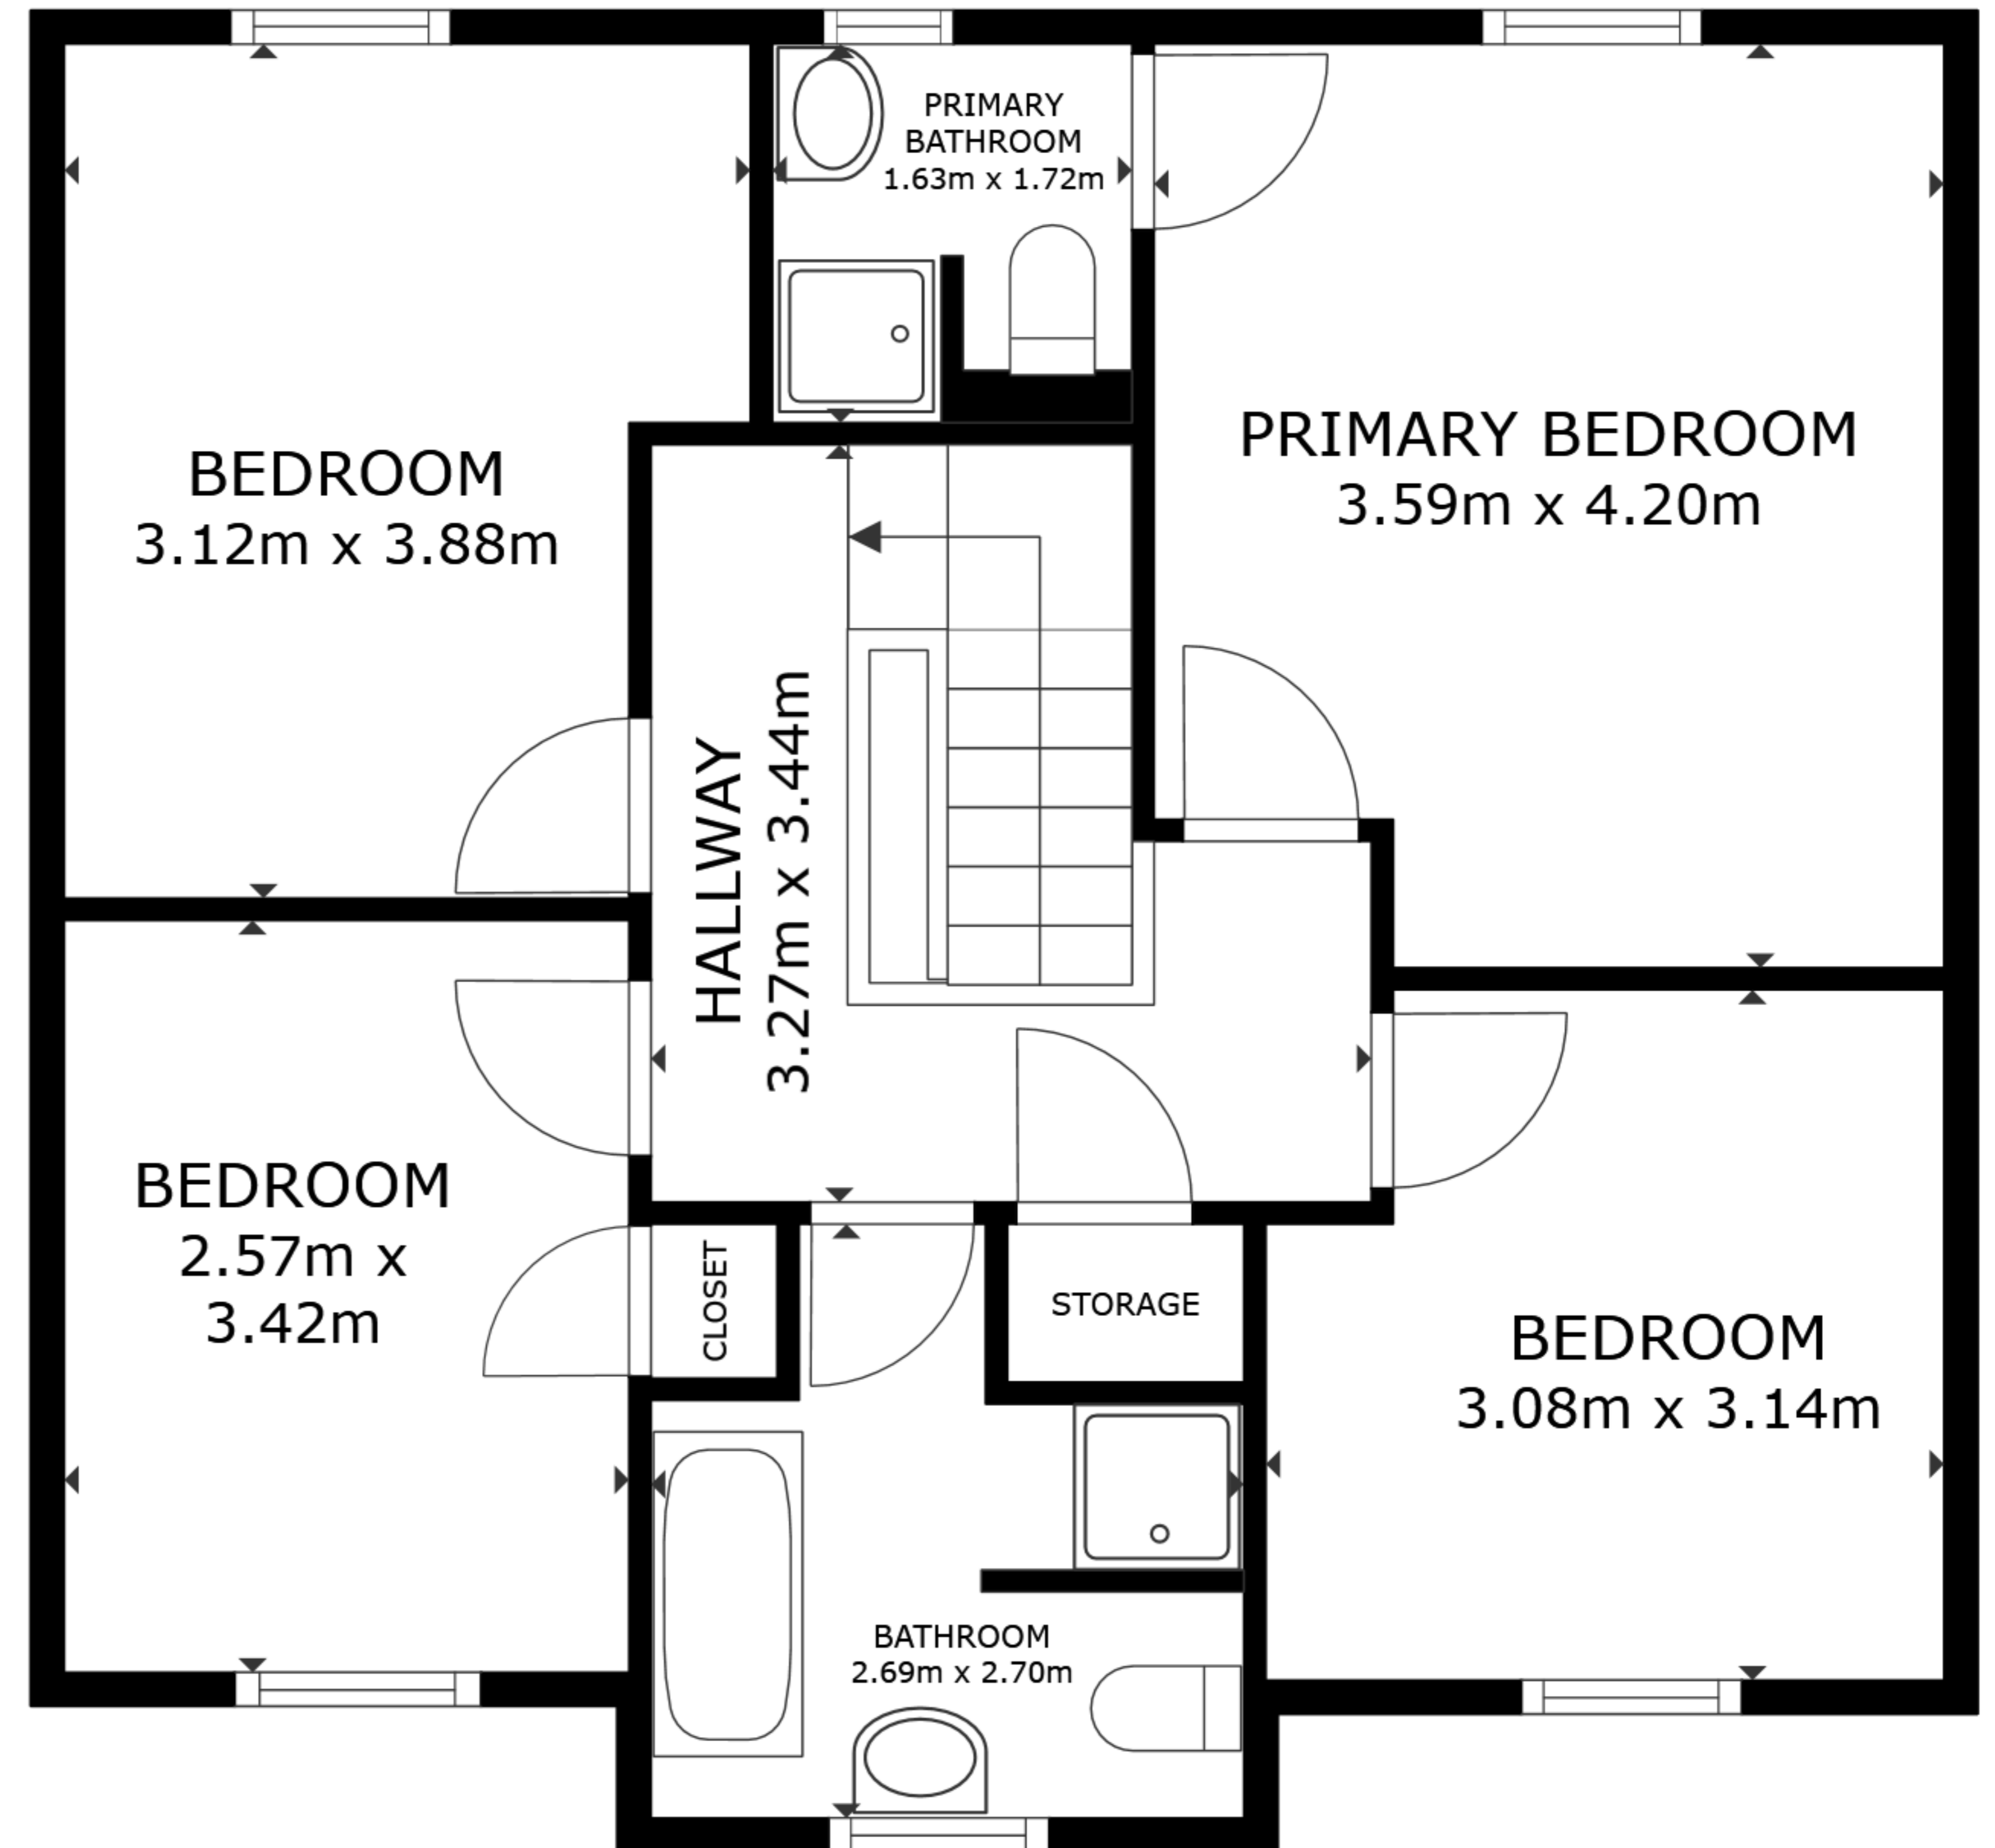 PRIMARY
BATHROOM
1.63m x 1.72m
BEDROOM
3.12m x 3.88m
PRIMARY BEDROOM
3.59m x 4.20m
HALLWAY
3.27m x 3.44m
BEDROOM
2.57m x
3.42m
CLOSET
STORAGE
BEDROOM
3.08m x 3.14m
BATHROOM
2.69m x 2.70m